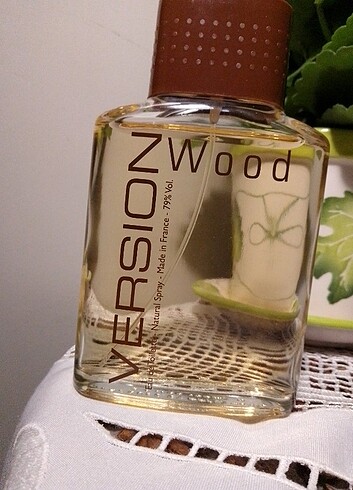 Wood
VERSION
Eau de Toilette - Natural Spray - Made in France - 79% Vol.